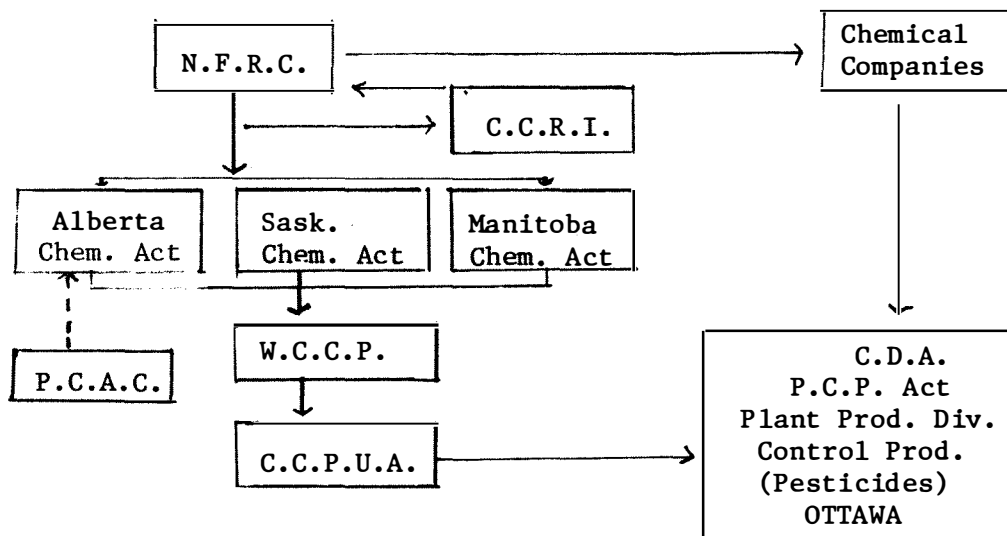 N.F.R.C.
Chemical
Companies
C.C.R.I.
Alberta
Chem. Act
Sask.
Chem. Act
Manitoba
Chem. Act
W.C.C.P.
P.C.A.C.
C.C.P.U.A.
C.D.A.
P.C.P. Act
Plant Prod. Div.
Control Prod.
(Pesticides)
OTTAWA